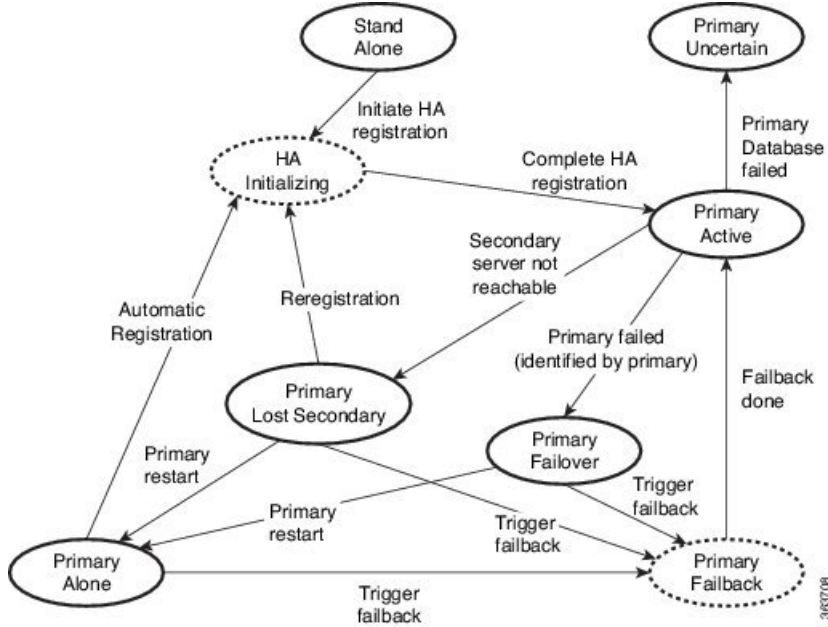 Stand
Alone
Primary
Uncertain
Initiate HA
registration
Primary
Database
failed
HA
Initializing
Complete HA
registration
Primary
Active
Secondary
server not
reachable
Automatic
Registration
Reregistration
Primary failed
(identified by primary)
Failback
done
Primary
Lost Secondary
Primary
Failover
Primary
restart
Primary
restart
Trigger
failback
Trigger
failback
Primary
Alone
Primary
Failback
Trigger
failback
363708